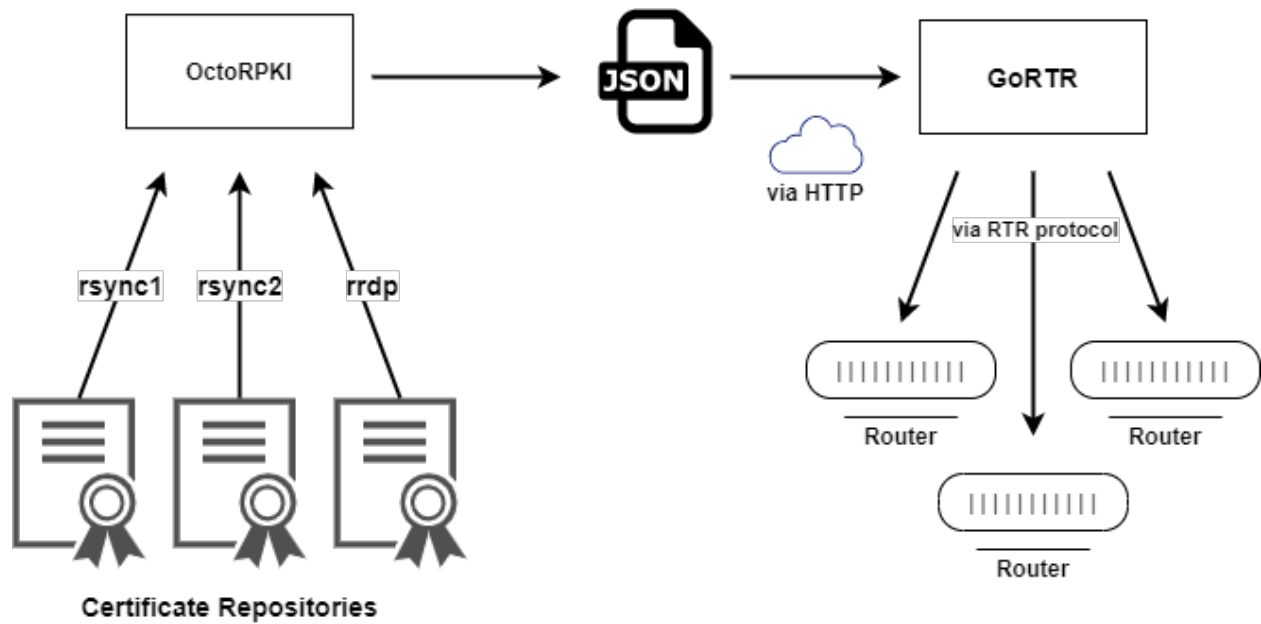 OctoRPKI
JSON
GoRTR
via HTTP
via RTR protocol
rsync1
rsync2
rrdp
Router
Router
Router
Certificate Repositories